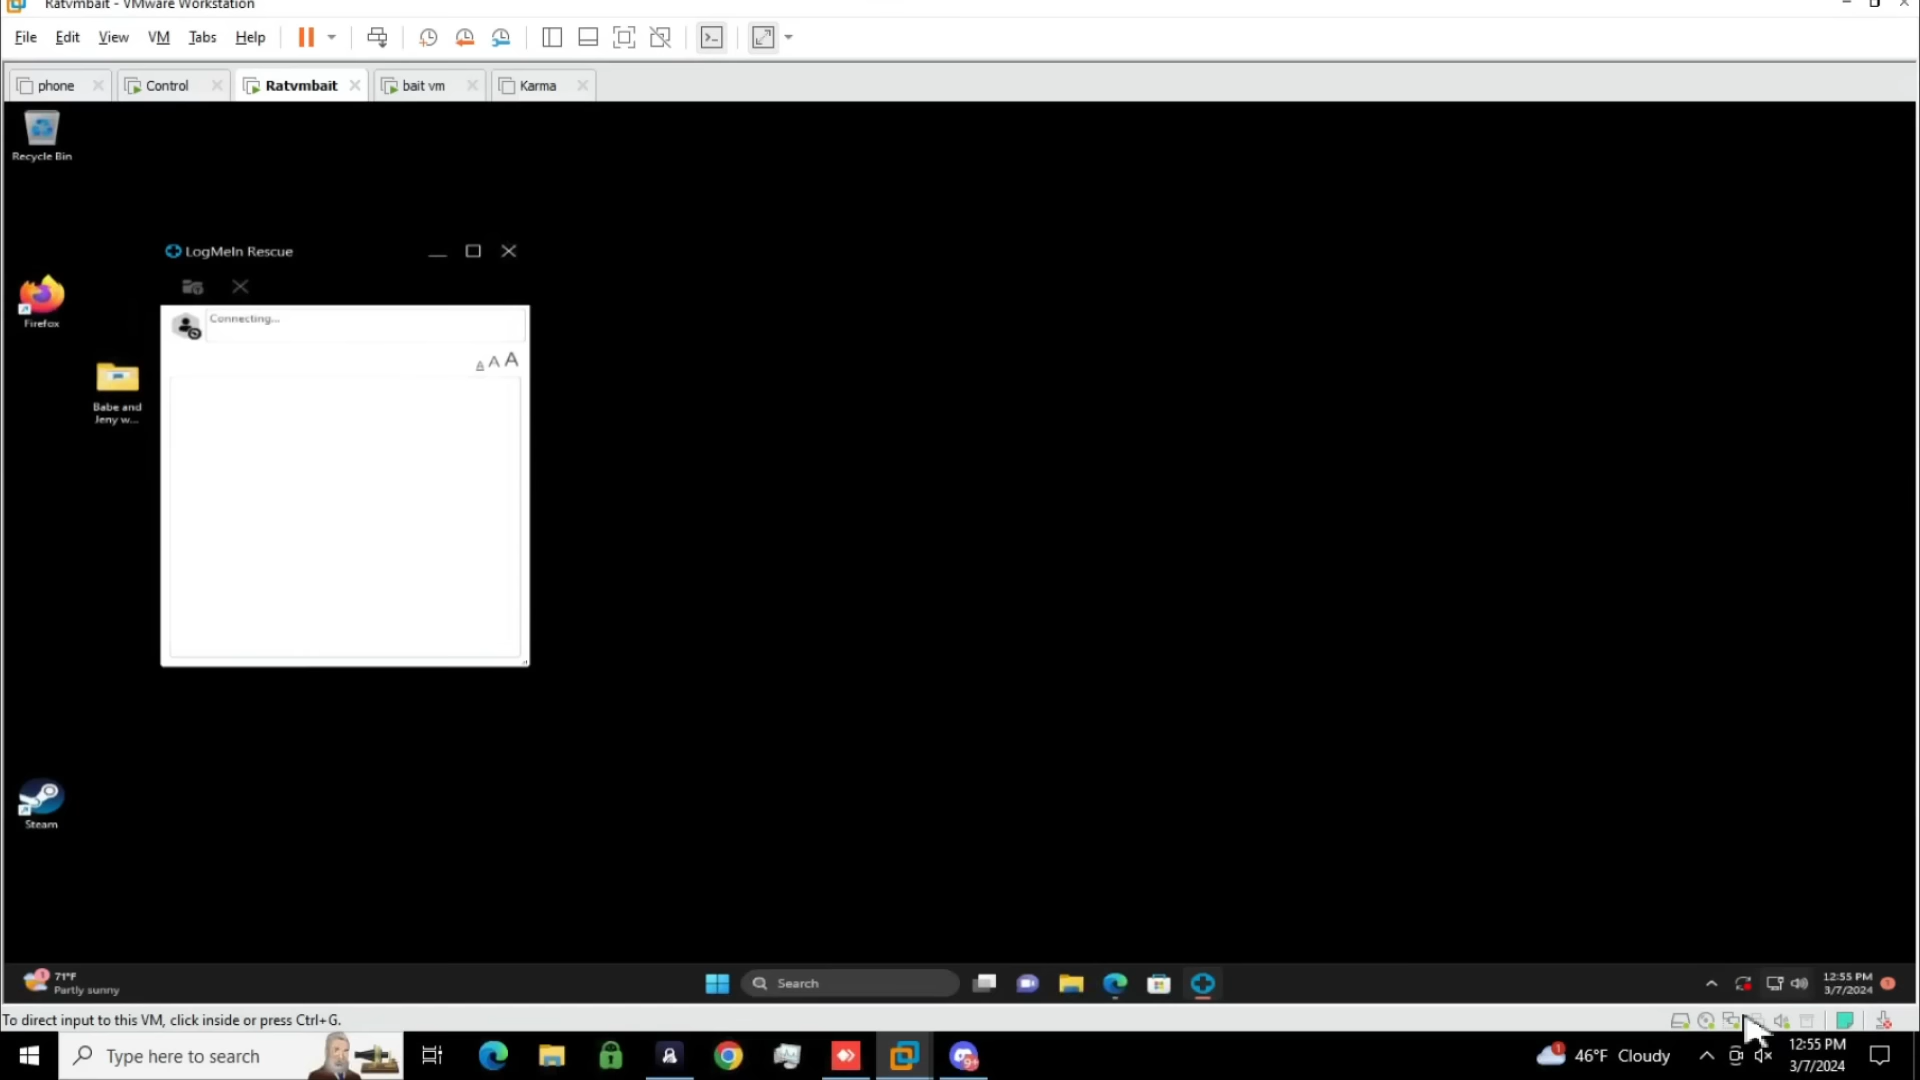 Ratvmbait - VMware Workstation
File Edit View VM Tabs Help
phone Control Ratvmbait bait vm Karma
Recycle Bin
LogMeIn Rescue
Connecting...
A A A
Firefox
Babe and
Jeny w...
Steam
71°F
Partly sunny
Search
12:55 PM
3/7/2024
To direct input to this VM, click inside or press Ctrl+G.
Type here to search
46°F Cloudy
12:55 PM
3/7/2024